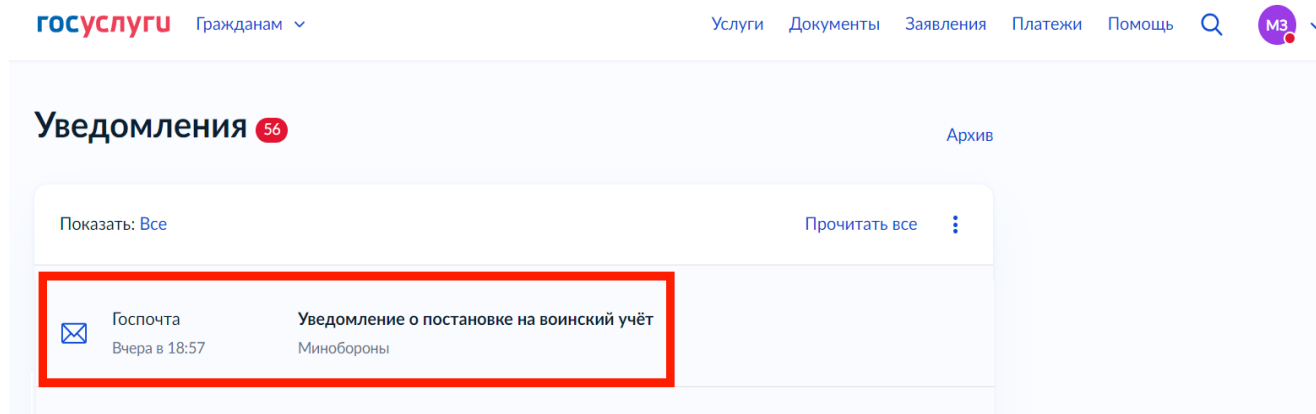 госуслуги Гражданам Услуги Документы Заявления Платежи Помощь МЗ
Уведомления 56
Архив
Показать: Все Прочитать все
Госпочта Уведомление о постановке на воинский учёт
Вчера в 18:57 Минобороны